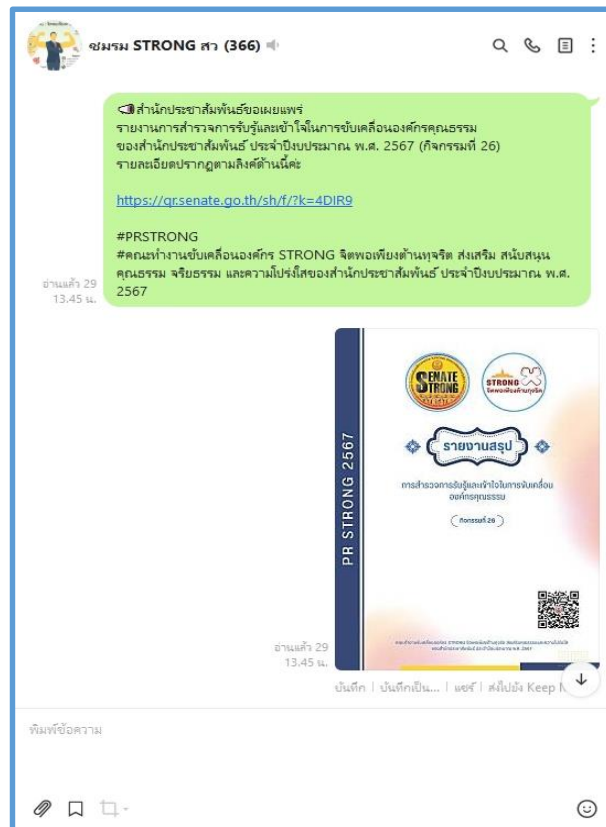 ชมรม STRONG สว (366)
สำนักประชาสัมพันธ์ขอเผยแพร่
รายงานการสำรวจการรับรู้และเข้าใจในการขับเคลื่อนองค์กรคุณธรรม
ของสำนักประชาสัมพันธ์ ประจำปีงบประมาณ พ.ศ. 2567 (กิจกรรมที่ 26)
รายละเอียดปรากฏตามลิงค์ด้านนี้ค่ะ
https://qr.senate.go.th/sh/f/?k=4DIR9
#PRSTRONG
#คณะทำงานขับเคลื่อนองค์กร STRONG จิตพอเพียงต้านทุจริต ส่งเสริม สนับสนุน
คุณธรรม จริยธรรม และความโปร่งใสของสำนักประชาสัมพันธ์ ประจำปีงบประมาณ พ.ศ.
2567
อ่านแล้ว 29
13.45 น.
SENATE
STRONG
STRONG
จิตพอเพียงต้านทุจริต
รายงานสรุป
การสำรวจการรับรู้และเข้าใจในการขับเคลื่อน
องค์กรคุณธรรม
กิจกรรมที่ 26
PR STRONG 2567
อ่านแล้ว 29
13.45 น.
บันทึก | บันทึกเป็น... | แชร์ | ส่งไปยัง Keep
พิมพ์ข้อความ